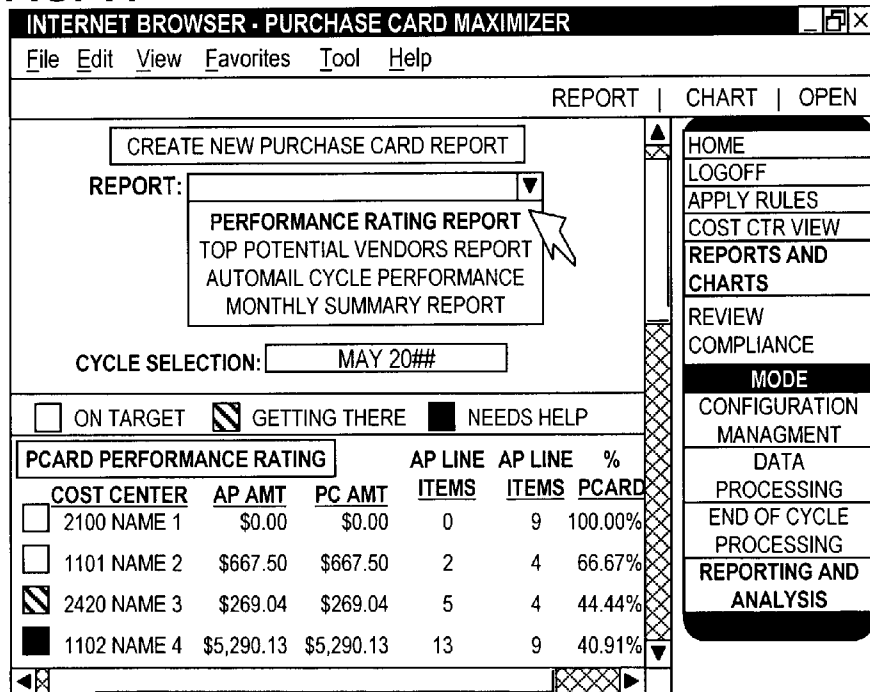 INTERNET BROWSER - PURCHASE CARD MAXIMIZER
File Edit View Favorites Tool Help
REPORT | CHART | OPEN
CREATE NEW PURCHASE CARD REPORT
REPORT:
PERFORMANCE RATING REPORT
TOP POTENTIAL VENDORS REPORT
AUTOMAIL CYCLE PERFORMANCE
MONTHLY SUMMARY REPORT
CYCLE SELECTION: MAY 20##
ON TARGET GETTING THERE NEEDS HELP
PCARD PERFORMANCE RATING AP LINE AP LINE %
COST CENTER AP AMT PC AMT ITEMS ITEMS PCARD
2100 NAME 1 $0.00 $0.00 0 9 100.00%
1101 NAME 2 $667.50 $667.50 2 4 66.67%
2420 NAME 3 $269.04 $269.04 5 4 44.44%
1102 NAME 4 $5,290.13 $5,290.13 13 9 40.91%
HOME
LOGOFF
APPLY RULES
COST CTR VIEW
REPORTS AND
CHARTS
REVIEW
COMPLIANCE
MODE
CONFIGURATION
MANAGMENT
DATA
PROCESSING
END OF CYCLE
PROCESSING
REPORTING AND
ANALYSIS